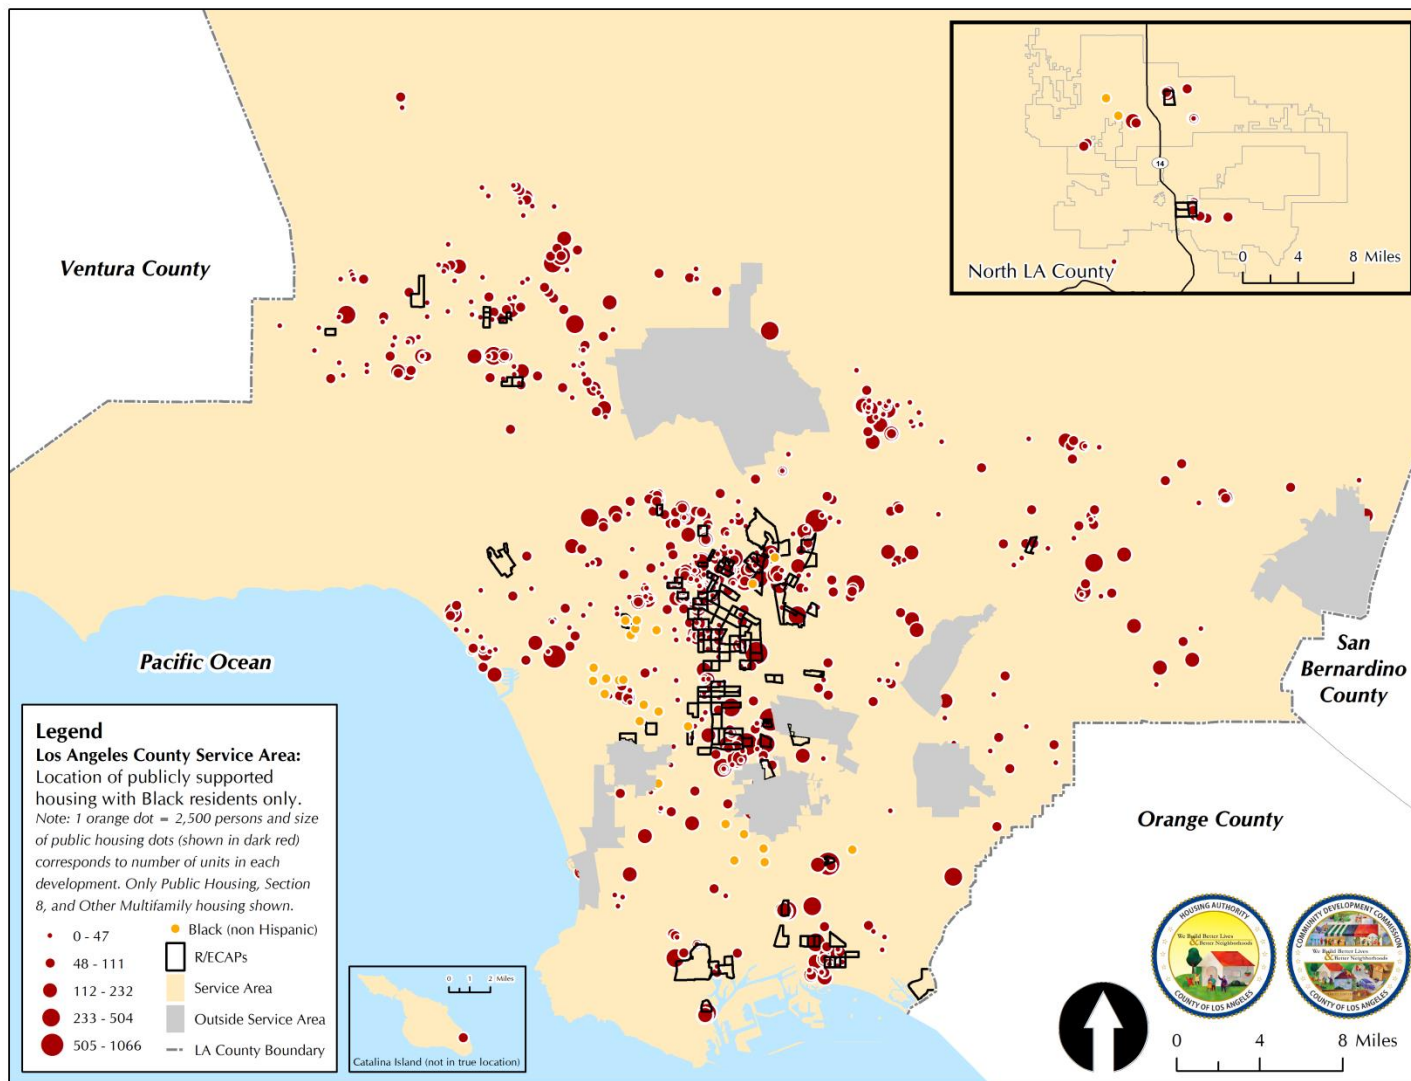 14
North LA County
0 4 8 Miles
Ventura County
Pacific Ocean
San
Bernardino
County
Orange County
Legend
Los Angeles County Service Area:
Location of publicly supported
housing with Black residents only.
Note: 1 orange dot = 2,500 persons and size
of public housing dots (shown in dark red)
corresponds to number of units in each
development. Only Public Housing, Section
8, and Other Multifamily housing shown.
0 - 47
48 - 111
112 - 232
233 - 504
505 - 1066
Black (non Hispanic)
R/ECAPs
Service Area
Outside Service Area
LA County Boundary
0 1 2 Miles
Catalina Island (not in true location)
HOUSING AUTHORITY
We Build Better Lives
& Better Neighborhoods
COUNTY OF LOS ANGELES
COMMUNITY DEVELOPMENT COMMISSION
We Build Better Lives
& Better Neighborhoods
COUNTY OF LOS ANGELES
0 4 8 Miles